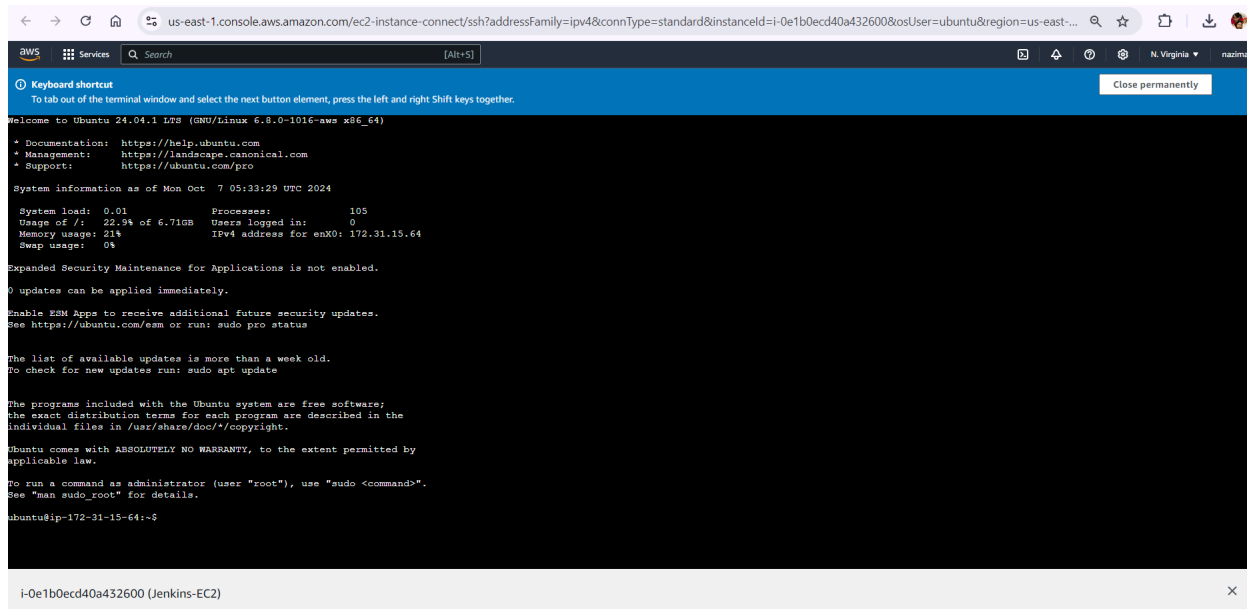 us-east-1.console.aws.amazon.com/ec2-instance-connect/ssh?addressFamily=ipv4&connType=standard&instanceId=i-0e1b0ecd40a432600&osUser=ubuntu&region=us-east-...
aws Services Search [Alt+S] N. Virginia ▼ nazima
Keyboard shortcut
To tab out of the terminal window and select the next button element, press the left and right Shift keys together.
Close permanently
Welcome to Ubuntu 24.04.1 LTS (GNU/Linux 6.8.0-1016-aws x86_64)
* Documentation: https://help.ubuntu.com
* Management: https://landscape.canonical.com
* Support: https://ubuntu.com/pro
System information as of Mon Oct 7 05:33:29 UTC 2024
System load: 0.01 Processes: 105
Usage of /: 22.9% of 6.71GB Users logged in: 0
Memory usage: 21% IPv4 address for enX0: 172.31.15.64
Swap usage: 0%
Expanded Security Maintenance for Applications is not enabled.
0 updates can be applied immediately.
Enable ESM Apps to receive additional future security updates.
See https://ubuntu.com/esm or run: sudo pro status
The list of available updates is more than a week old.
To check for new updates run: sudo apt update
The programs included with the Ubuntu system are free software;
the exact distribution terms for each program are described in the
individual files in /usr/share/doc/*/copyright.
Ubuntu comes with ABSOLUTELY NO WARRANTY, to the extent permitted by
applicable law.
To run a command as administrator (user "root"), use "sudo <command>".
See "man sudo_root" for details.
ubuntu@ip-172-31-15-64:~$
i-0e1b0ecd40a432600 (Jenkins-EC2)